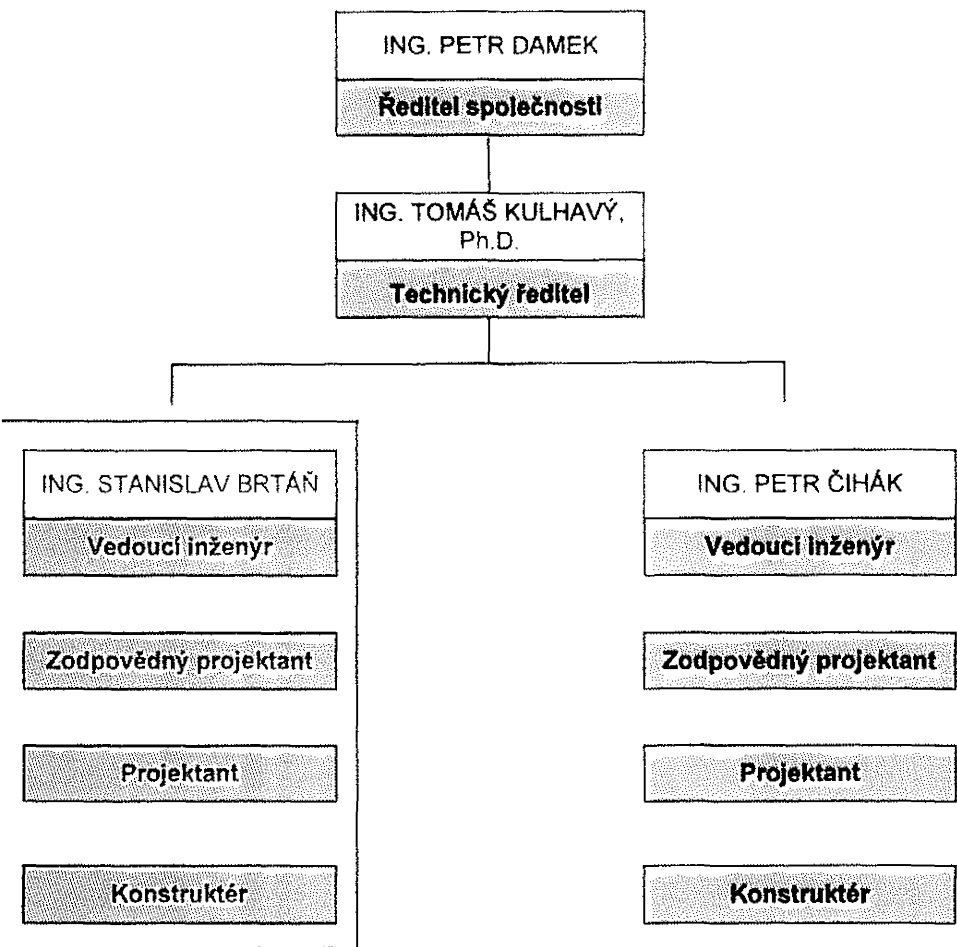 ING. PETR DAMEK
Ředitel společnosti
ING. TOMÁŠ KULHAVÝ,
Ph.D.
Technický ředitel
ING. STANISLAV BRTÁŇ
Vedoucí inženýr
Zodpovědný projektant
Projektant
Konstruktér
ING. PETR ČIHÁK
Vedoucí inženýr
Zodpovědný projektant
Projektant
Konstruktér